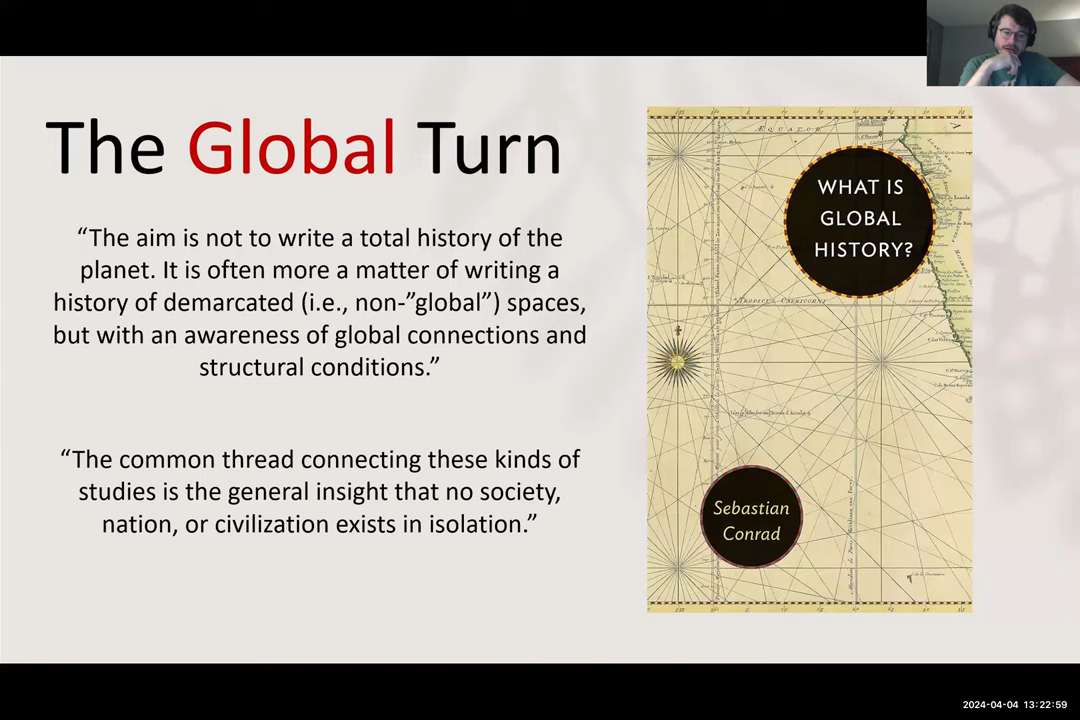 The Global Turn
“The aim is not to write a total history of the
planet. It is often more a matter of writing a
history of demarcated (i.e., non-”global”) spaces,
but with an awareness of global connections and
structural conditions.”
“The common thread connecting these kinds of
studies is the general insight that no society,
nation, or civilization exists in isolation.”
ÆQUATOR
WHAT IS
GLOBAL
HISTORY?
TROPICUS CAPRICORNI
Sebastian
Conrad
2024-04-04 13:22:59